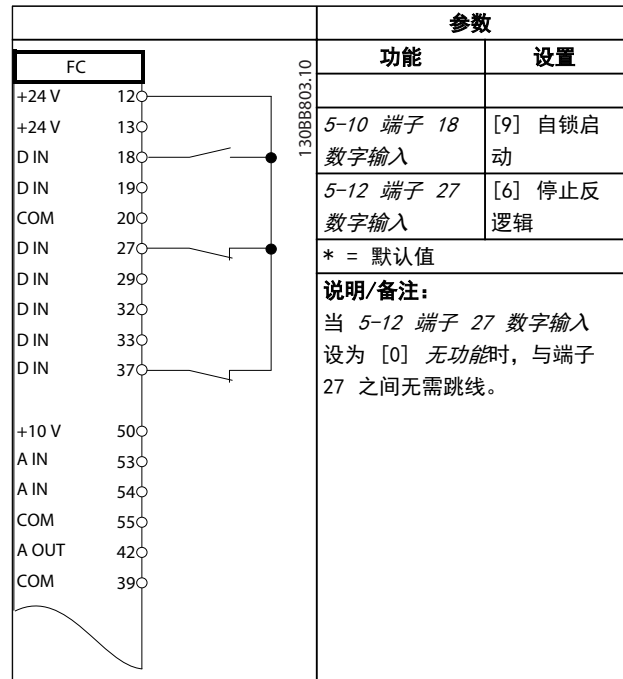 FC
+24 V 12
+24 V 13
D IN 18
D IN 19
COM 20
D IN 27
D IN 29
D IN 32
D IN 33
D IN 37
+10 V 50
A IN 53
A IN 54
COM 55
A OUT 42
COM 39
130BB803.10
参数
功能 设置
5-10 端子 18 [9] 自锁启
数字输入 动
5-12 端子 27 [6] 停止反
数字输入 逻辑
* = 默认值
说明/备注:
当 5-12 端子 27 数字输入
设为 [0] 无功能时, 与端子
27 之间无需跳线。